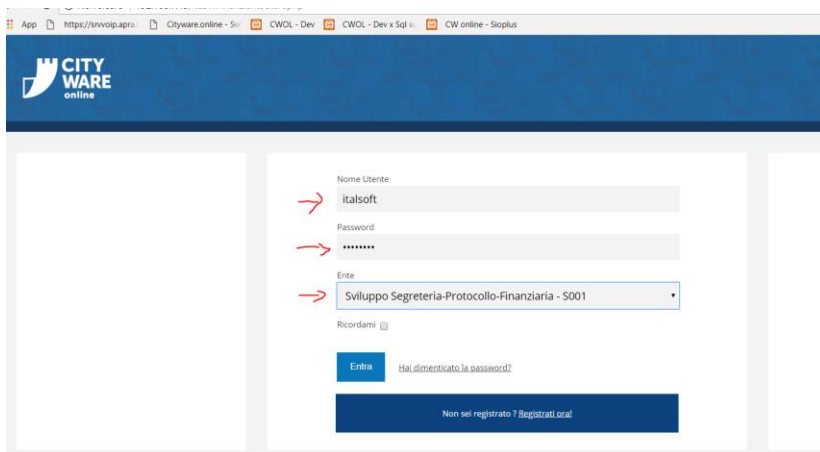 App https://srvvoip.apra. Cityware.online - Sv CWOL - Dev CWOL - Dev x Sql su CW online - Sioplus
CITY
WARE
online
Nome Utente
italsoft
Password
••••••••
Ente
Sviluppo Segreteria-Protocollo-Finanziaria - S001
Ricordami
Entra Hai dimenticato la password?
Non sei registrato ? Registrati ora!